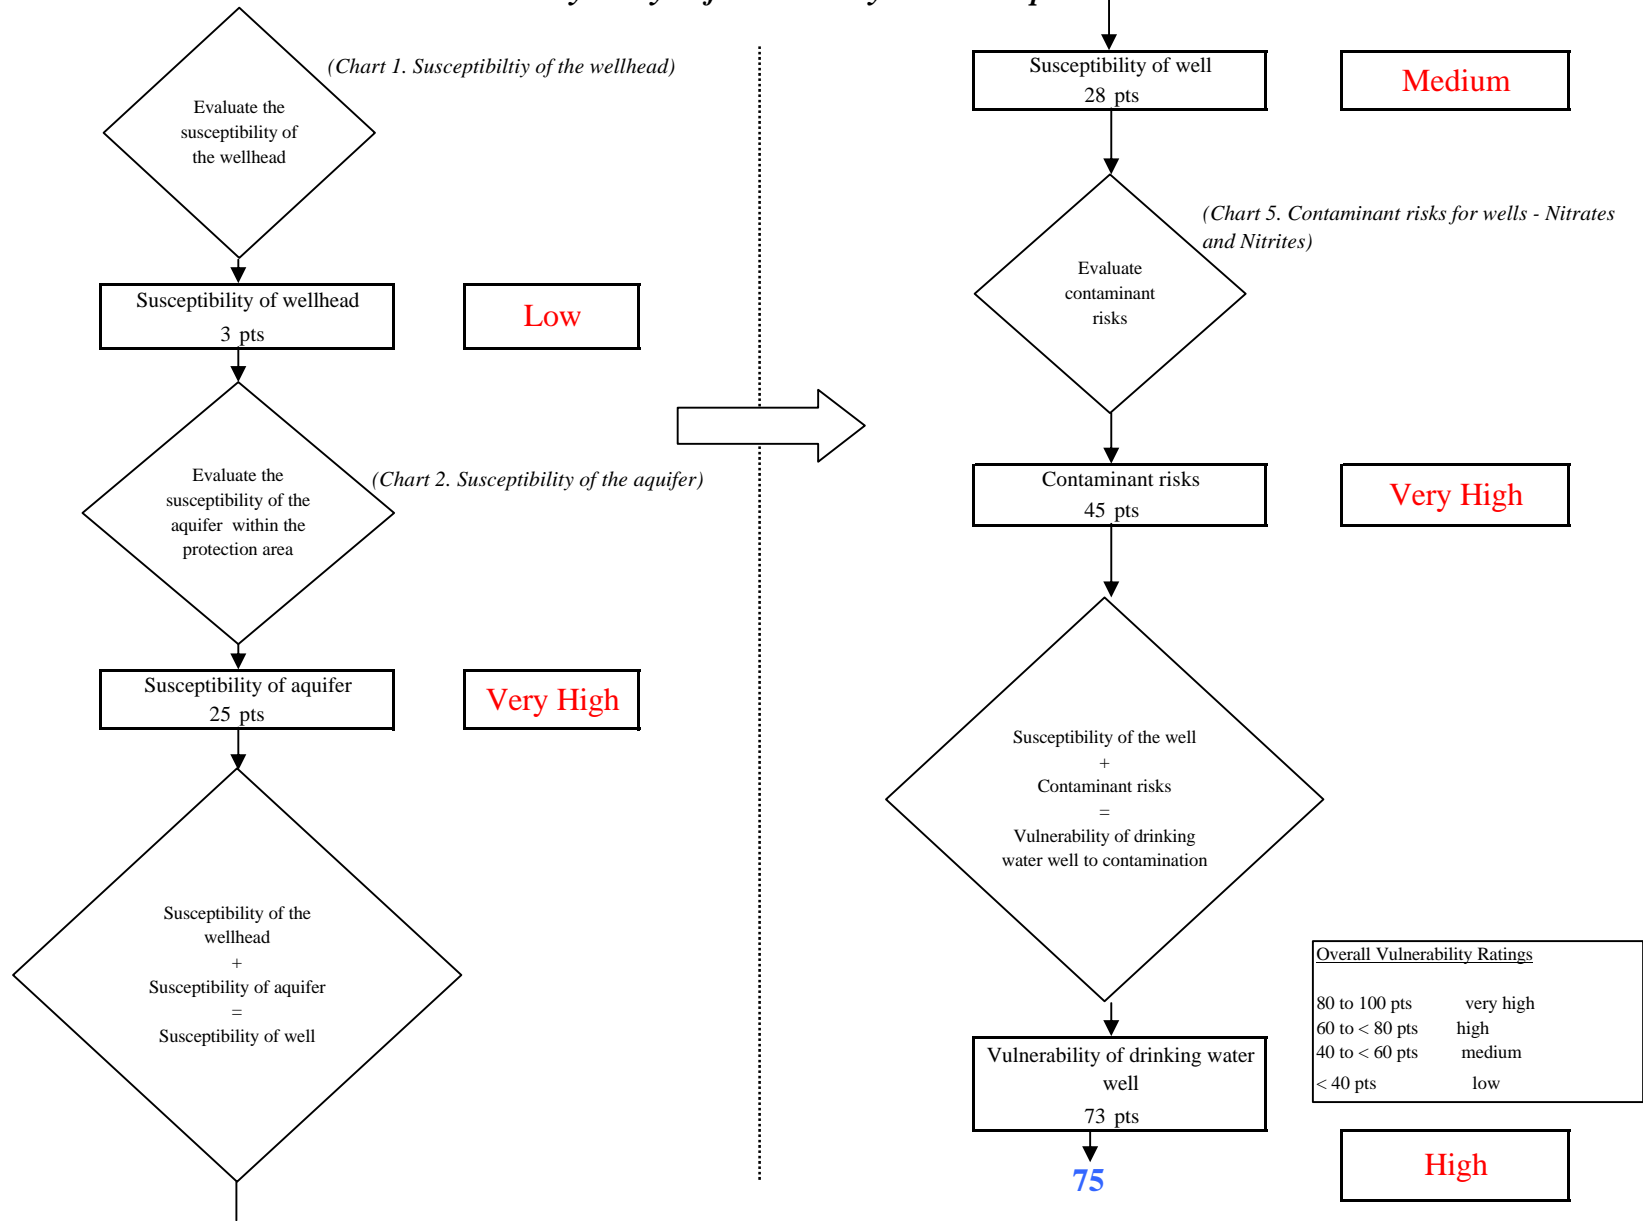 (Chart 1. Susceptibiltiy of the wellhead)
Evaluate the
susceptibility of
the wellhead
Susceptibility of wellhead
3 pts
Low
Evaluate the
susceptibility of the
aquifer within the
protection area
(Chart 2. Susceptibility of the aquifer)
Susceptibility of aquifer
25 pts
Very High
Susceptibility of the
wellhead
+
Susceptibility of aquifer
=
Susceptibility of well
Susceptibility of well
28 pts
Medium
(Chart 5. Contaminant risks for wells - Nitrates
and Nitrites)
Evaluate
contaminant
risks
Contaminant risks
45 pts
Very High
Susceptibility of the well
+
Contaminant risks
=
Vulnerability of drinking
water well to contamination
Overall Vulnerability Ratings
80 to 100 pts very high
60 to < 80 pts high
40 to < 60 pts medium
< 40 pts low
Vulnerability of drinking water
well
73 pts
75
High